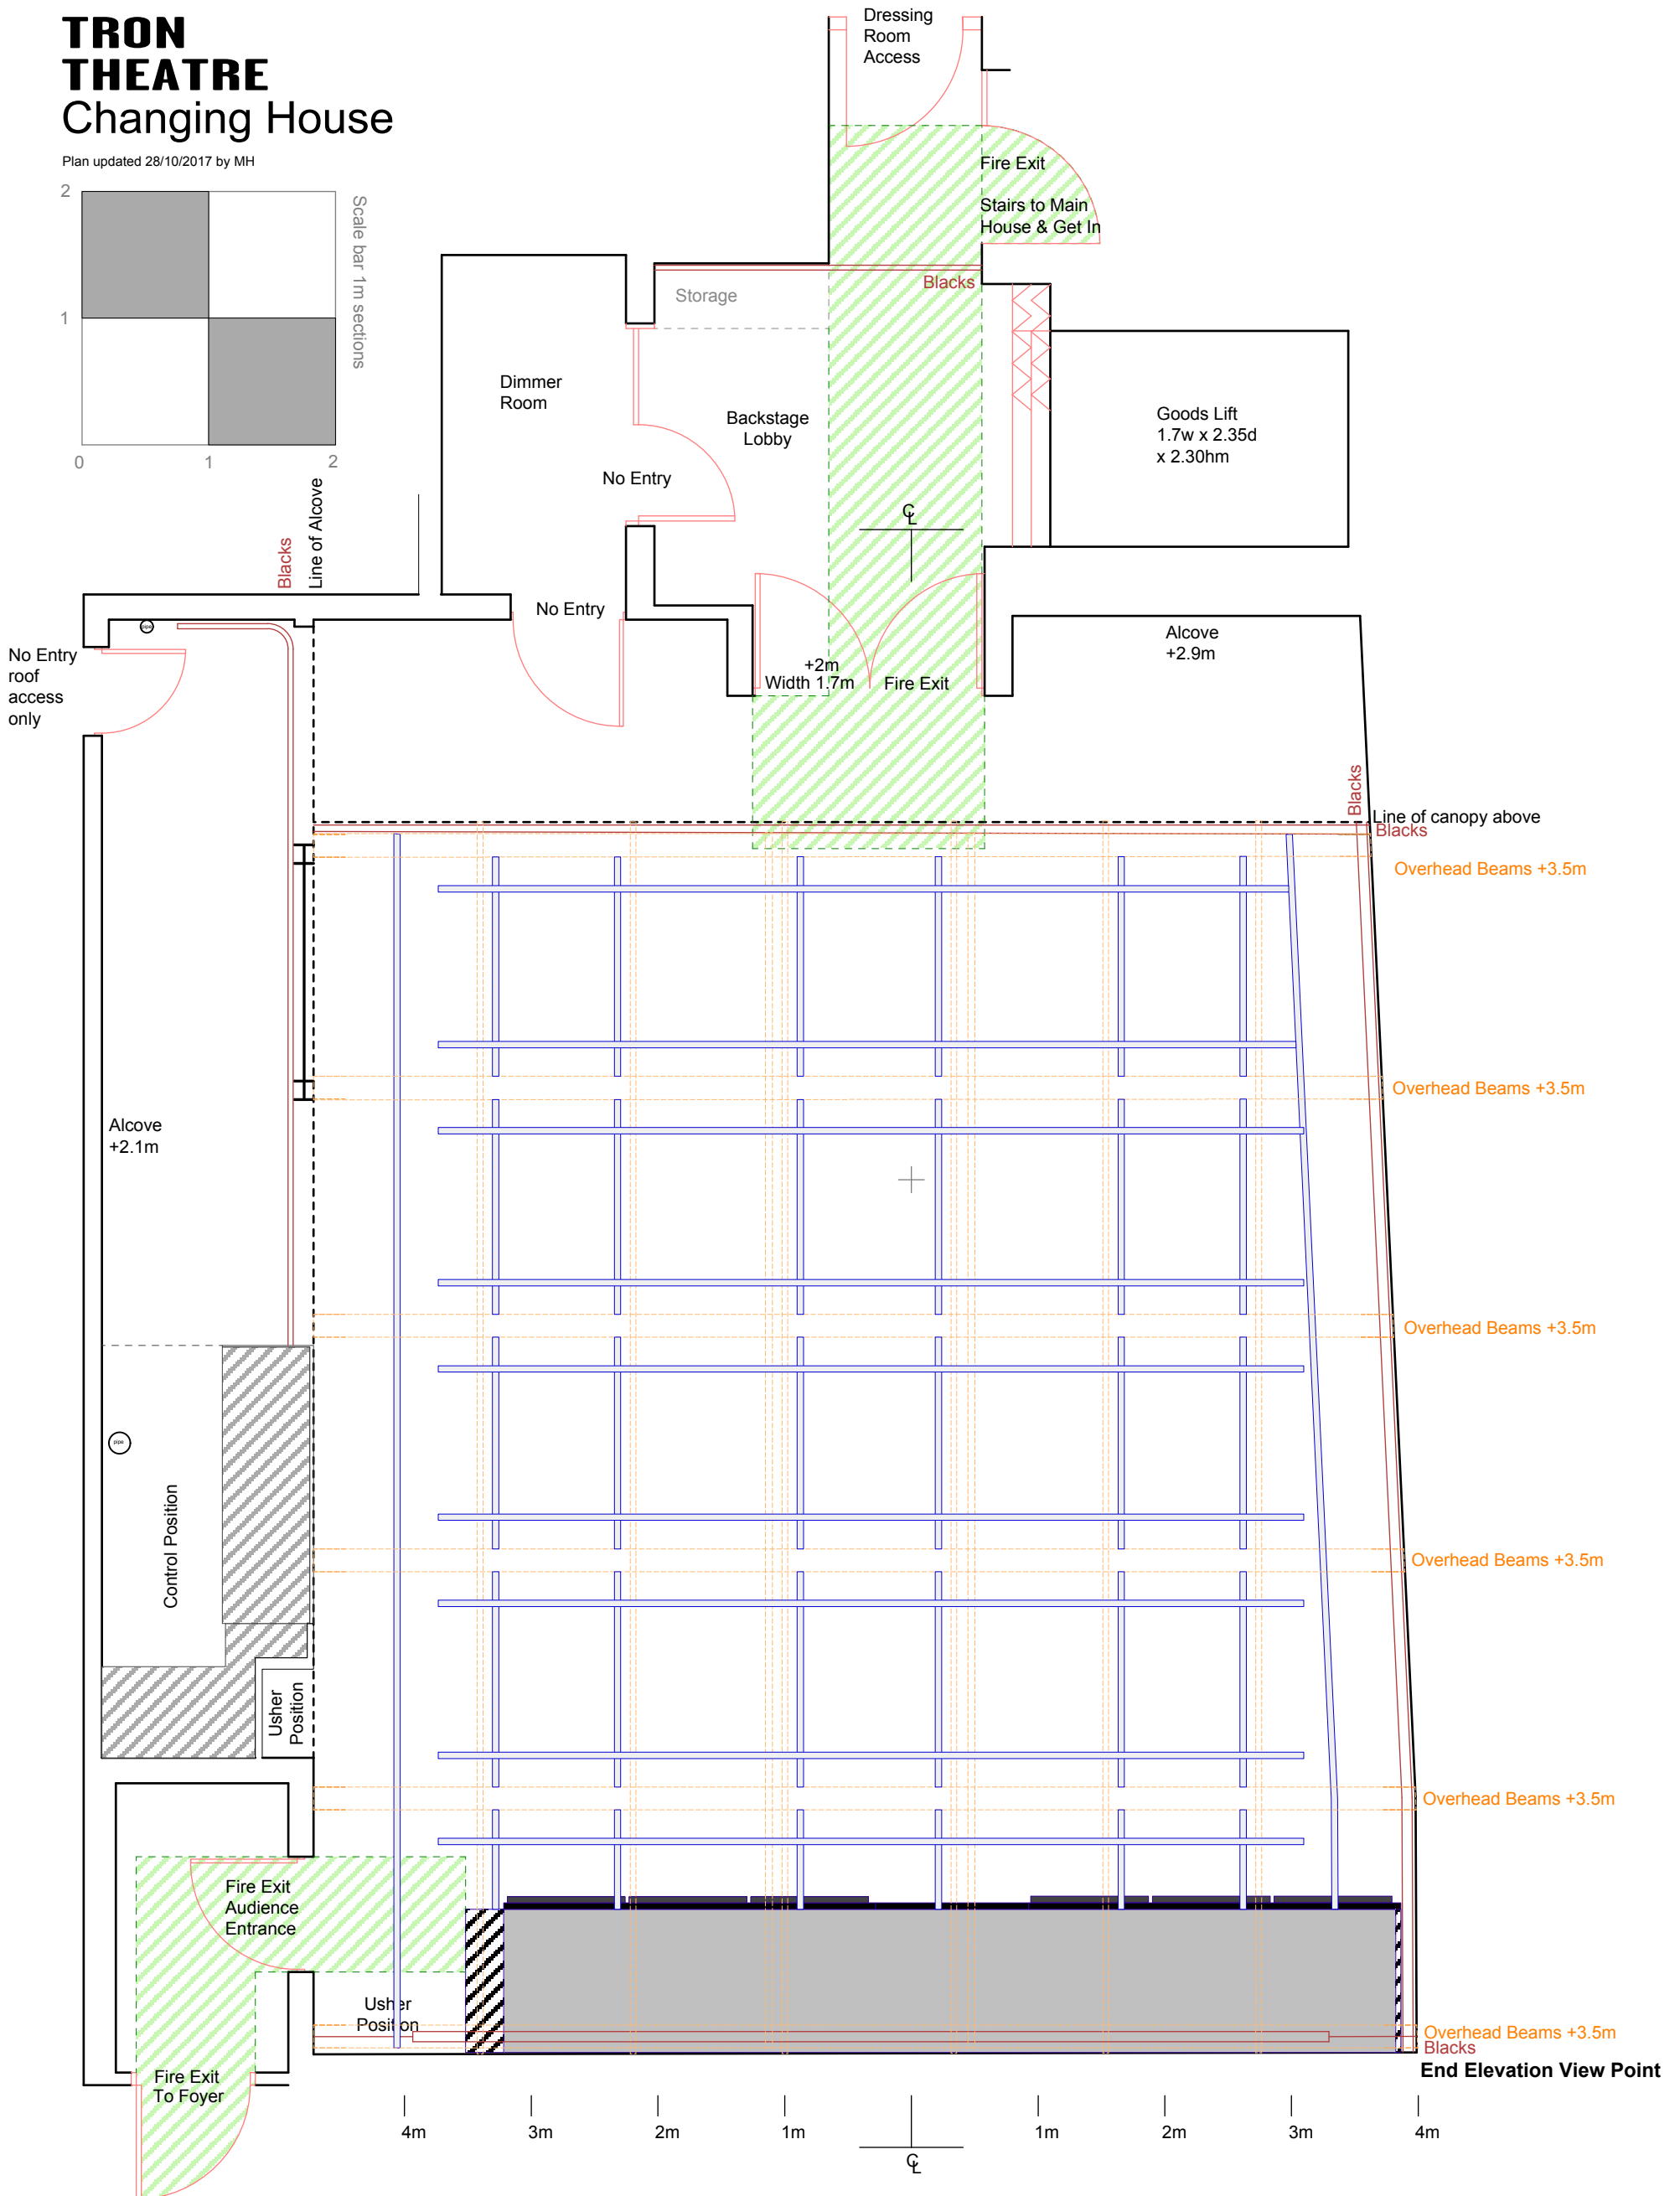 TRON
THEATRE
Changing House
Plan updated 28/10/2017 by MH
2
1
0
1
2
Scale bar 1m sections
Dressing
Room
Access
Fire Exit
Stairs to Main
House & Get In
Blacks
Storage
Dimmer
Room
Backstage
Lobby
Goods Lift
1.7w x 2.35d
x 2.30hm
No Entry
℄
Blacks
Line of Alcove
No Entry
pipe
No Entry
roof
access
only
+2m
Width 1.7m
Fire Exit
Alcove
+2.9m
Blacks
Line of canopy above
Blacks
Overhead Beams +3.5m
Overhead Beams +3.5m
Alcove
+2.1m
Overhead Beams +3.5m
pipe
Control Position
Overhead Beams +3.5m
Usher
Position
Overhead Beams +3.5m
Fire Exit
Audience
Entrance
Usher
Position
Overhead Beams +3.5m
Blacks
End Elevation View Point
Fire Exit
To Foyer
4m
3m
2m
1m
1m
2m
3m
4m
℄